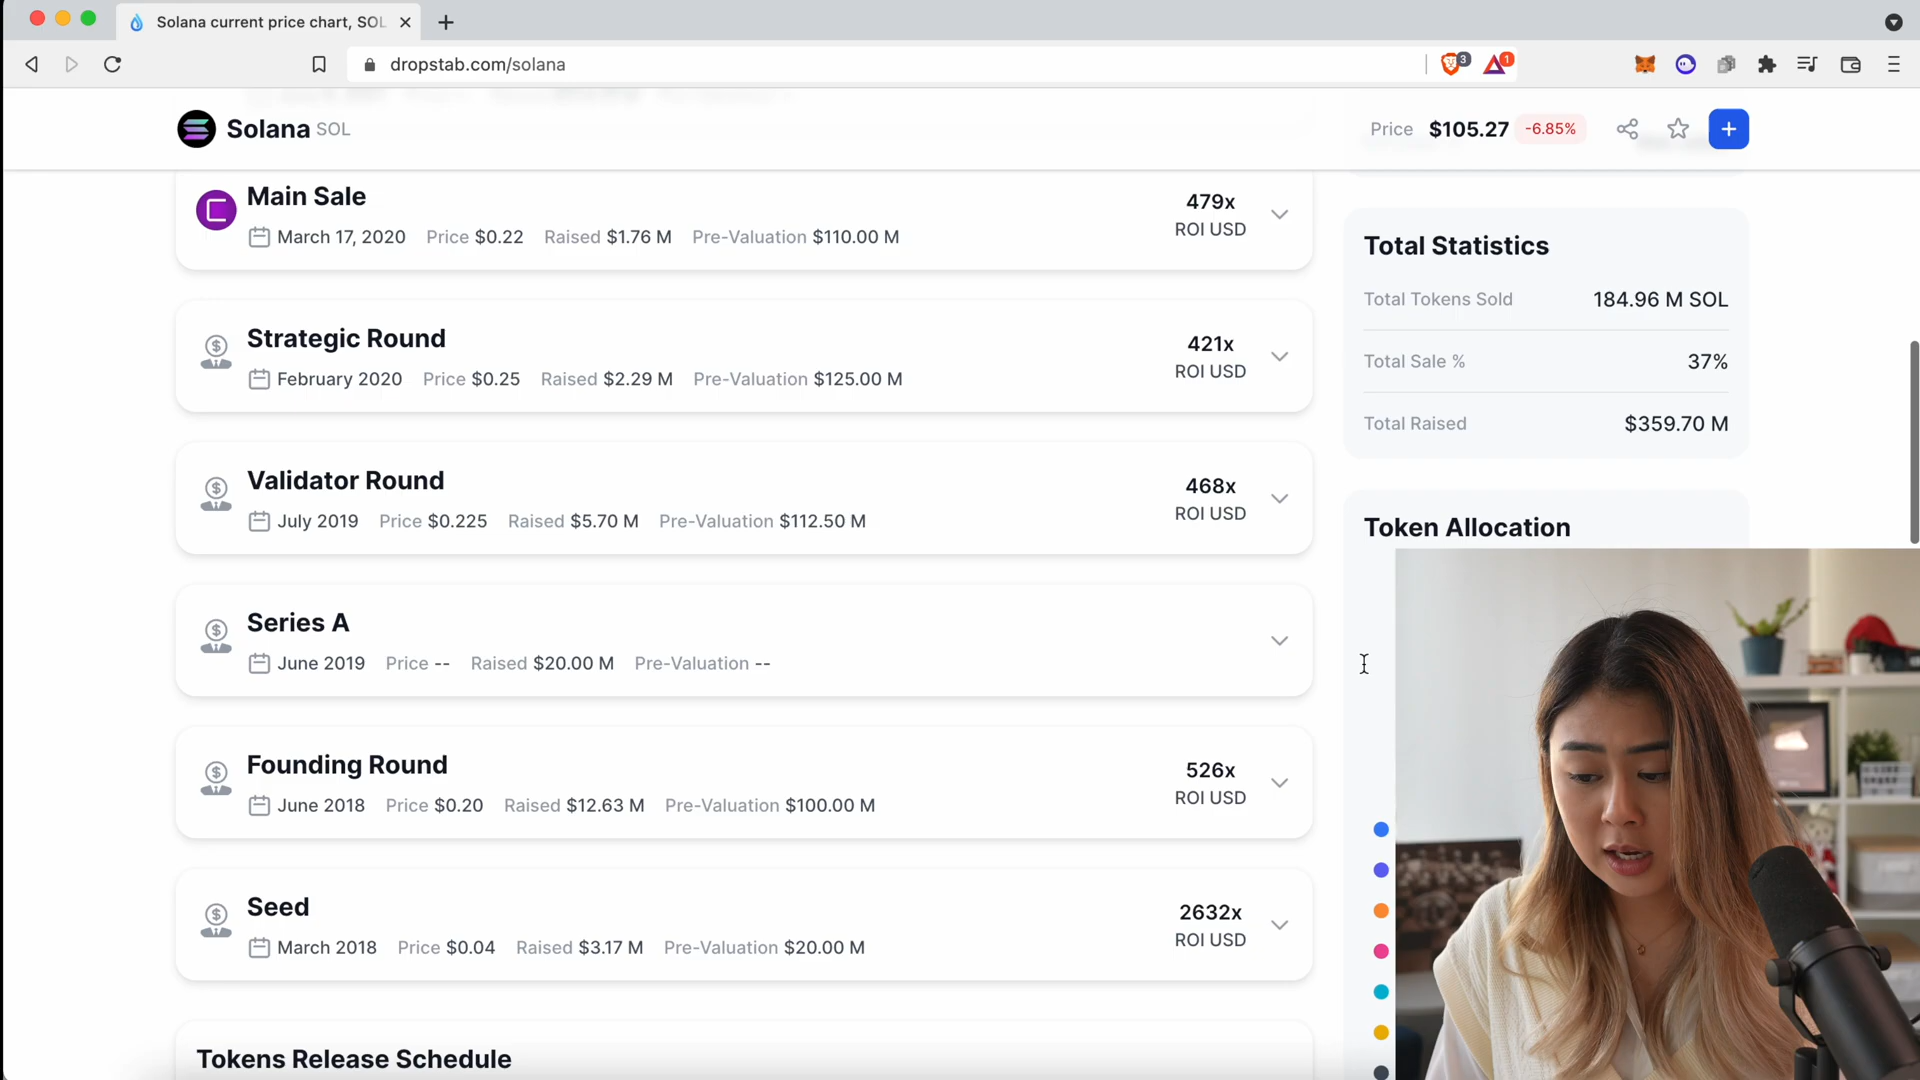 Solana current price chart, SOL
dropstab.com/solana
3
1
Solana SOL
Price $105.27 -6.85%
Main Sale
March 17, 2020 Price $0.22 Raised $1.76 M Pre-Valuation $110.00 M
479x
ROI USD
Strategic Round
February 2020 Price $0.25 Raised $2.29 M Pre-Valuation $125.00 M
421x
ROI USD
Validator Round
July 2019 Price $0.225 Raised $5.70 M Pre-Valuation $112.50 M
468x
ROI USD
Series A
June 2019 Price -- Raised $20.00 M Pre-Valuation --
Founding Round
June 2018 Price $0.20 Raised $12.63 M Pre-Valuation $100.00 M
526x
ROI USD
Seed
March 2018 Price $0.04 Raised $3.17 M Pre-Valuation $20.00 M
2632x
ROI USD
Tokens Release Schedule
Total Statistics
Total Tokens Sold 184.96 M SOL
Total Sale % 37%
Total Raised $359.70 M
Token Allocation